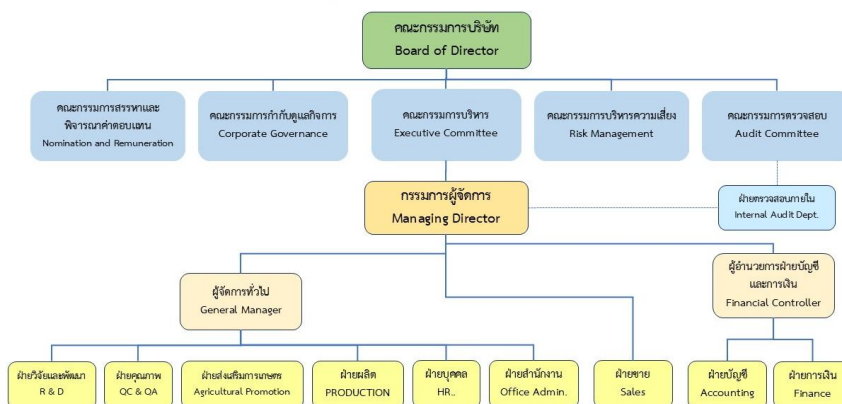 คณะกรรมการบริษัท
Board of Director
คณะกรรมการสรรหาและ
พิจารณาค่าตอบแทน
Nomination and Remuneration
คณะกรรมการกำกับดูแลกิจการ
Corporate Governance
คณะกรรมการบริหาร
Executive Committee
คณะกรรมการบริหารความเสี่ยง
Risk Management
คณะกรรมการตรวจสอบ
Audit Committee
กรรมการผู้จัดการ
Managing Director
ฝ่ายตรวจสอบภายใน
Internal Audit Dept.
ผู้จัดการทั่วไป
General Manager
ผู้อำนวยการฝ่ายบัญชี
และการเงิน
Financial Controller
ฝ่ายวิจัยและพัฒนา
R & D
ฝ่ายคุณภาพ
QC & QA
ฝ่ายส่งเสริมการเกษตร
Agricultural Promotion
ฝ่ายผลิต
PRODUCTION
ฝ่ายบุคคล
HR..
ฝ่ายสำนักงาน
Office Admin.
ฝ่ายขาย
Sales
ฝ่ายบัญชี
Accounting
ฝ่ายการเงิน
Finance